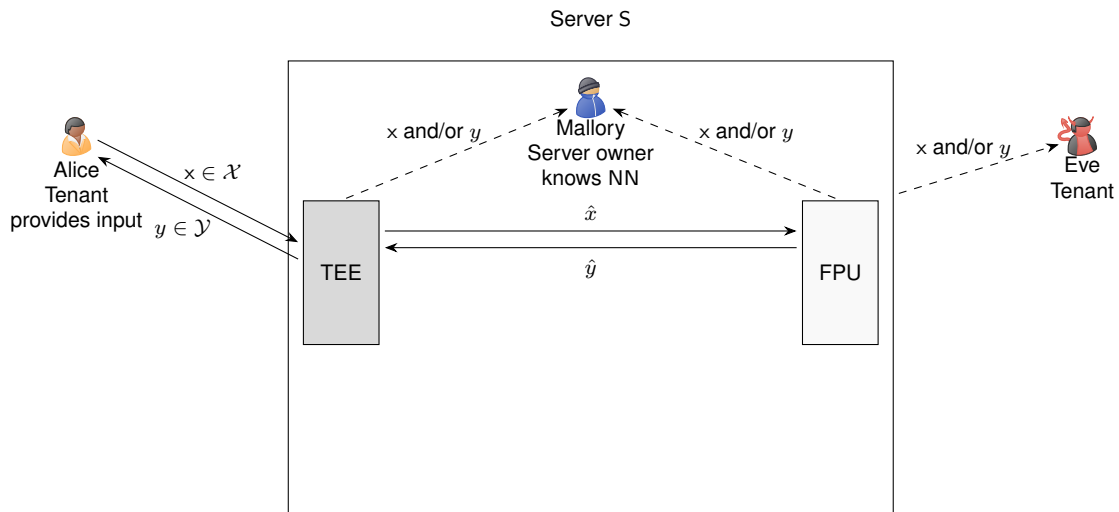 Server S
x and/or y
Mallory
Server owner
knows NN
x and/or y
Alice
Tenant
provides input
x ∈ 𝒳
y ∈ 𝒴
x and/or y
Eve
Tenant
x̂
TEE
ŷ
FPU